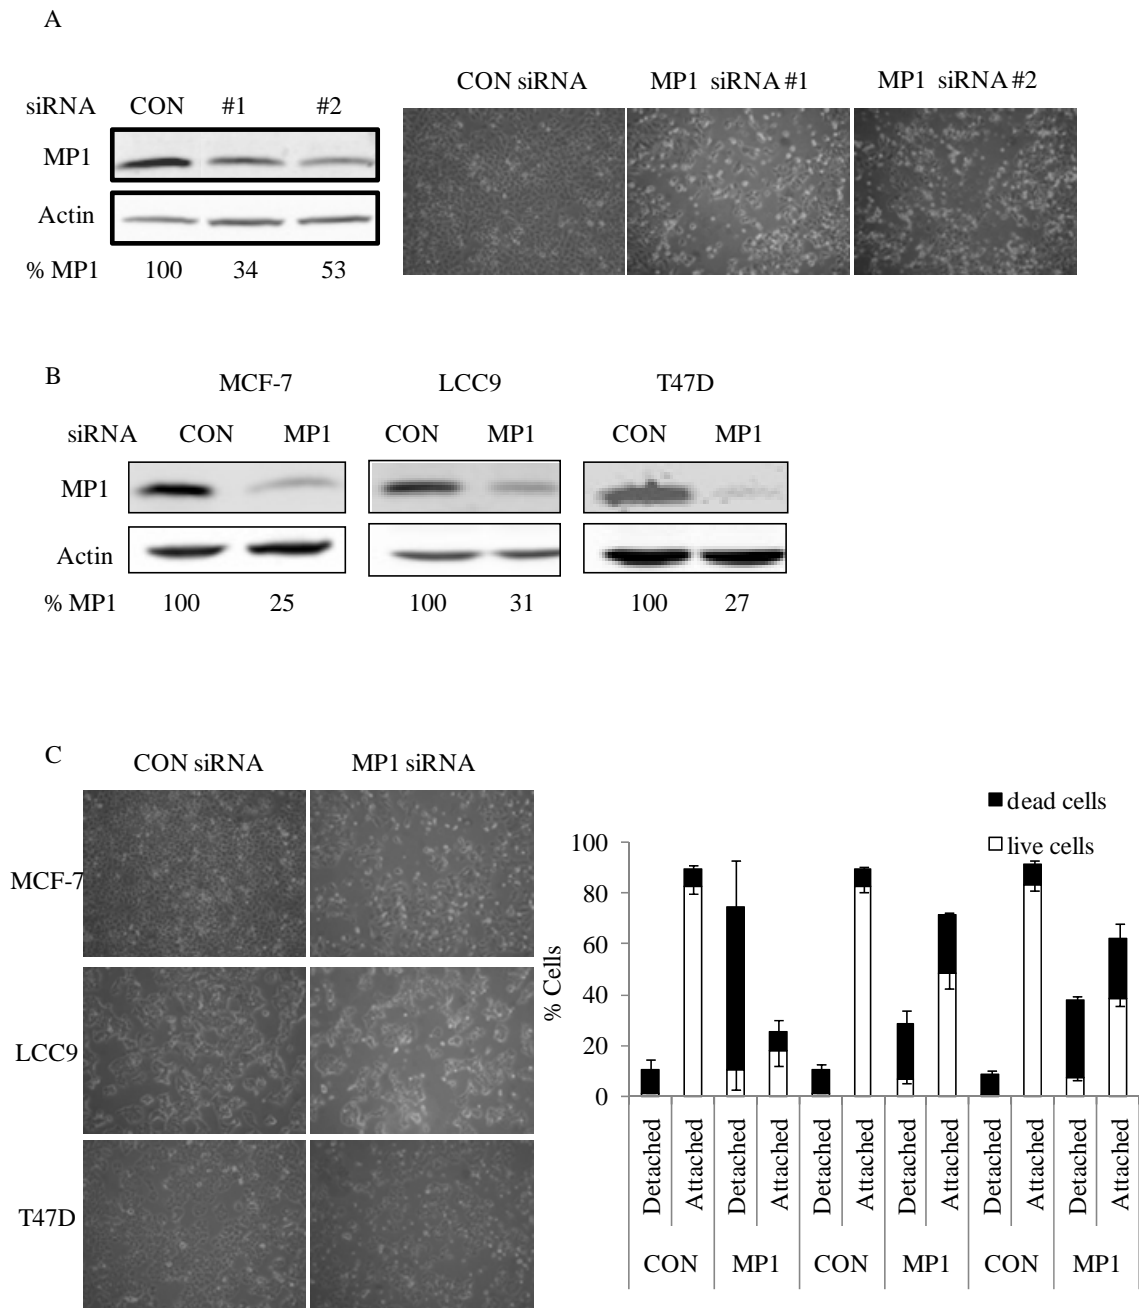 A
CON siRNA MP1 siRNA #1 MP1 siRNA #2
siRNA CON #1 #2
MP1
Actin
% MP1 100 34 53
B
MCF-7 LCC9 T47D
siRNA CON MP1 CON MP1 CON MP1
MP1
Actin
% MP1 100 25 100 31 100 27
C
CON siRNA MP1 siRNA
MCF-7
LCC9
T47D
dead cells
live cells
% Cells
100
80
60
40
20
0
Detached Attached Detached Attached Detached Attached Detached Attached Detached Attached Detached Attached
CON MP1 CON MP1 CON MP1